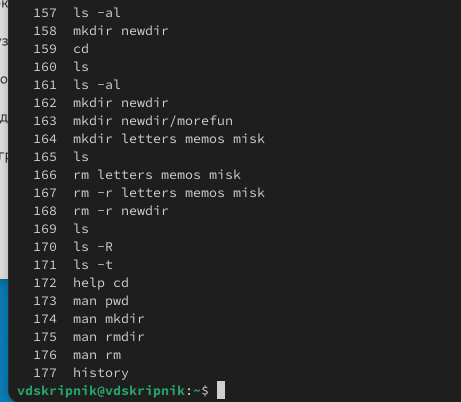 157 ls -al
158 mkdir newdir
159 cd
160 ls
161 ls -al
162 mkdir newdir
163 mkdir newdir/morefun
164 mkdir letters memos misk
165 ls
166 rm letters memos misk
167 rm -r letters memos misk
168 rm -r newdir
169 ls
170 ls -R
171 ls -t
172 help cd
173 man pwd
174 man mkdir
175 man rmdir
176 man rm
177 history
vdskripnik@vdskripnik:~$